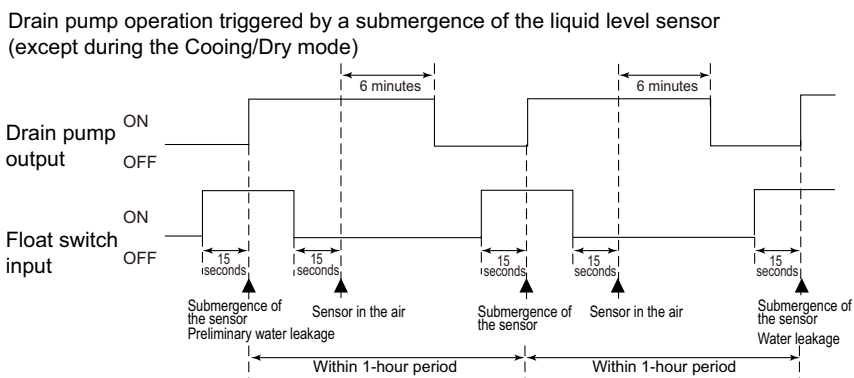 Drain pump operation triggered by a submergence of the liquid level sensor
(except during the Cooing/Dry mode)
6 minutes
6 minutes
Drain pump
output
ON
OFF
Float switch
input
ON
OFF
15
seconds
15
seconds
15
seconds
15
seconds
15
seconds
Submergence of
the sensor
Preliminary water leakage
Sensor in the air
Submergence of
the sensor
Sensor in the air
Submergence of
the sensor
Water leakage
Within 1-hour period
Within 1-hour period